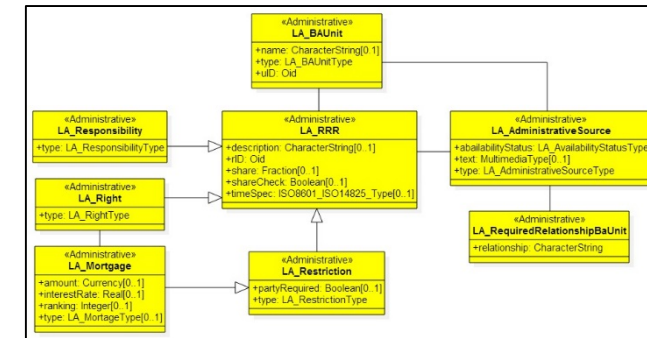 «Administrative»
LA_BAUnit
+name: CharacterString[0.1]
+type: LA_BAUnitType
+uID: Oid
«Administrative»
LA_Responsibility
+type: LA_ResponsibilityType
«Administrative»
LA_RRR
+description: CharacterString[0..1]
+rID: Oid
+share: Fraction[0..1]
+shareCheck: Boolean[0..1]
+timeSpec: ISO8601_ISO14825_Type[0..1]
«Administrative»
LA_AdministrativeSource
+abailabilityStatus: LA_AvailabilityStatusType
+text: MultimediaType[0..1]
+type: LA_AdministrativeSourceType
«Administrative»
LA_Right
+type: LA_RightType
«Administrative»
LA_RequiredRelationshipBaUnit
+relationship: CharacterString
«Administrative»
LA_Mortgage
+amount: Currency[0..1]
+interestRate: Real[0..1]
+ranking: Integer[0..1]
+type: LA_MortageType[0..1]
«Administrative»
LA_Restriction
+partyRequired: Boolean[0..1]
+type: LA_RestrictionType